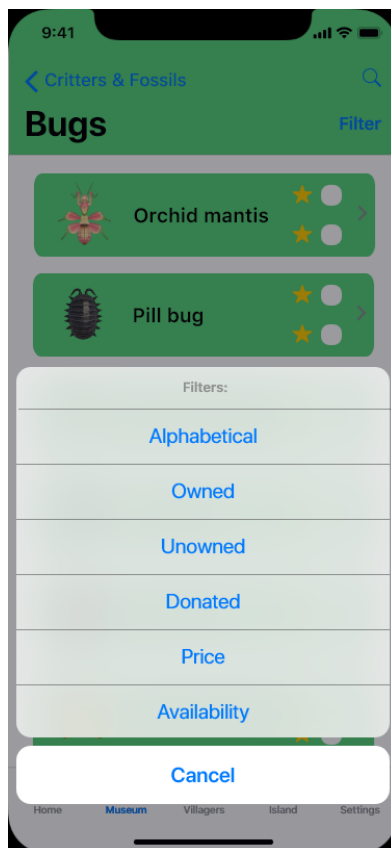 9:41
Critters & Fossils
Bugs
Filter
Orchid mantis
Pill bug
Filters:
Alphabetical
Owned
Unowned
Donated
Price
Availability
Cancel
Home Museum Villagers Island Settings